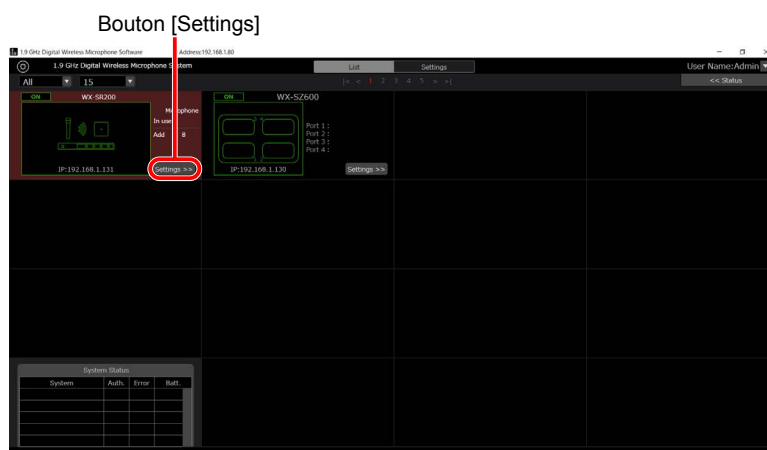 Bouton [Settings]
1.9 GHz Digital Wireless Microphone Software Address:192.168.1.80
1.9 GHz Digital Wireless Microphone System List Settings User Name:Admin
All 15 |< < 1 2 3 4 5 > >| << Status
ON WX-SR200 ON WX-SZ600
In use
Add 8
Port 1 :
Port 2 :
Port 3 :
Port 4 :
IP:192.168.1.131 Settings >> IP:192.168.1.130 Settings >>
System Status
System Auth. Error Batt.